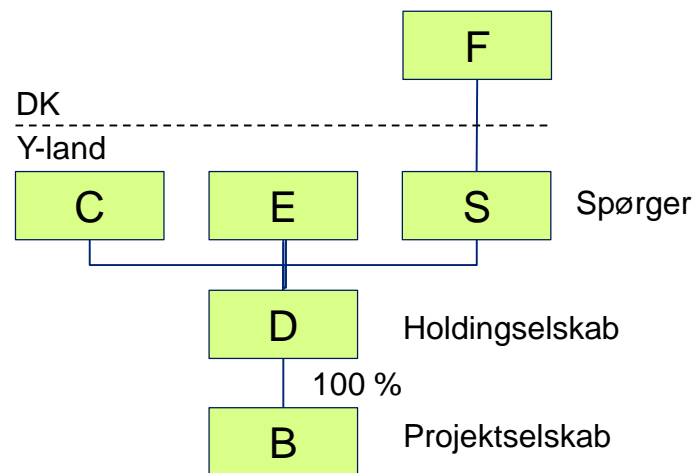 F
DK
Y-land
C
E
S
Spørger
D
Holdingselskab
100 %
B
Projektselskab